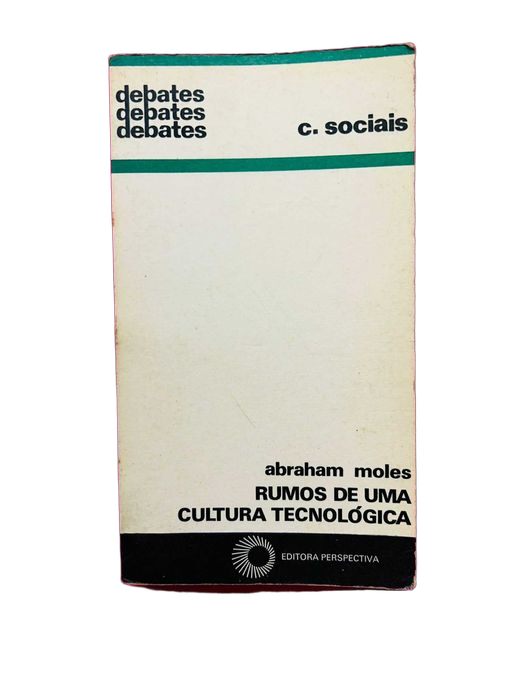 debates
debates
debates
c. sociais
abraham moles
RUMOS DE UMA
CULTURA TECNOLÓGICA
EDITORA PERSPECTIVA